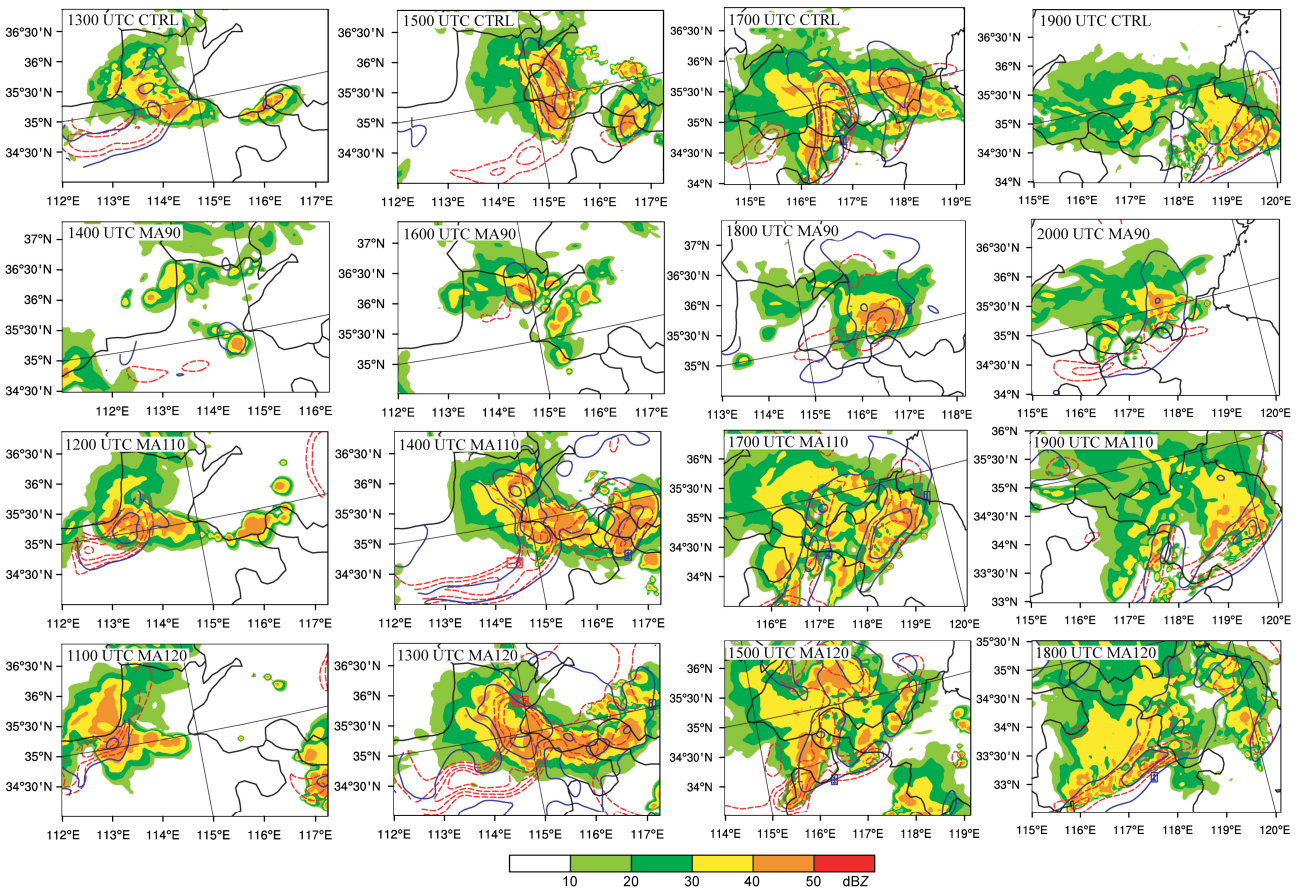 1300 UTC CTRL
36°30'N
36°N
35°30'N
35°N
34°30'N
112°E 113°E 114°E 115°E 116°E 117°E
1500 UTC CTRL
36°30'N
36°N
35°30'N
35°N
34°30'N
112°E 113°E 114°E 115°E 116°E 117°E
1700 UTC CTRL
36°30'N
36°N
35°30'N
35°N
34°30'N
34°N
115°E 116°E 117°E 118°E 119°E
1900 UTC CTRL
36°30'N
36°N
35°30'N
35°N
34°30'N
34°N
115°E 116°E 117°E 118°E 119°E 120°E
1400 UTC MA90
37°N
36°30'N
36°N
35°30'N
35°N
34°30'N
112°E 113°E 114°E 115°E 116°E
1600 UTC MA90
37°N
36°30'N
36°N
35°30'N
35°N
112°E 113°E 114°E 115°E 116°E 117°E
1800 UTC MA90
37°N
36°30'N
36°N
35°30'N
35°N
113°E 114°E 115°E 116°E 117°E 118°E
2000 UTC MA90
36°30'N
36°N
35°30'N
35°N
34°30'N
34°N
115°E 116°E 117°E 118°E 119°E 120°E
1200 UTC MA110
36°30'N
36°N
35°30'N
35°N
34°30'N
112°E 113°E 114°E 115°E 116°E 117°E
1400 UTC MA110
36°30'N
36°N
35°30'N
35°N
34°30'N
112°E 113°E 114°E 115°E 116°E 117°E
1700 UTC MA110
36°N
35°30'N
35°N
34°30'N
34°N
116°E 117°E 118°E 119°E 120°E
1900 UTC MA110
36°N
35°30'N
35°N
34°30'N
34°N
33°30'N
33°N
115°E 116°E 117°E 118°E 119°E 120°E
1100 UTC MA120
36°30'N
36°N
35°30'N
35°N
34°30'N
112°E 113°E 114°E 115°E 116°E 117°E
1300 UTC MA120
36°30'N
36°N
35°30'N
35°N
34°30'N
112°E 113°E 114°E 115°E 116°E 117°E
1500 UTC MA120
36°N
35°30'N
35°N
34°30'N
34°N
114°E 115°E 116°E 117°E 118°E 119°E
1800 UTC MA120
35°30'N
35°N
34°30'N
34°N
33°30'N
33°N
115°E 116°E 117°E 118°E 119°E 120°E
10 20 30 40 50 dBZ